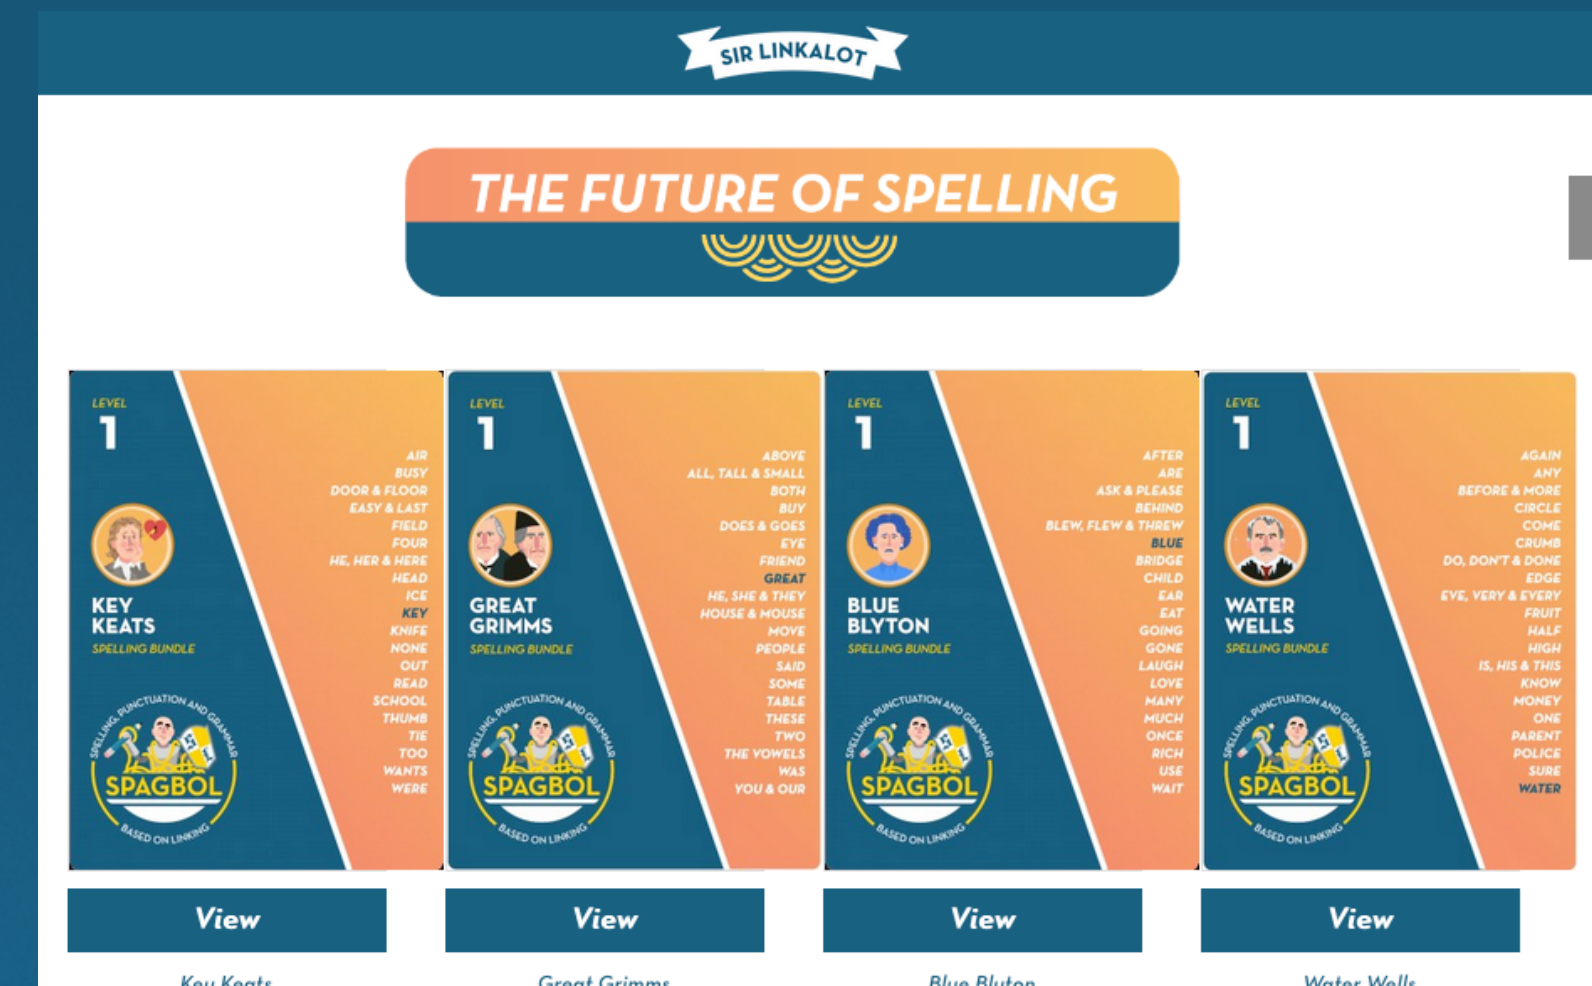 SIR LINKALOT
THE FUTURE OF SPELLING
LEVEL
1
AIR
BUSY
DOOR & FLOOR
EASY & LAST
FIELD
FOUR
HE, HER & HERE
HEAD
ICE
KEY
KNIFE
NONE
OUT
READ
SCHOOL
THUMB
TIE
TOO
WANTS
WERE
KEY
KEATS
SPELLING BUNDLE
SPELLING, PUNCTUATION AND GRAMMAR
SPAGBOL
BASED ON LINKING
LEVEL
1
ABOVE
ALL, TALL & SMALL
BOTH
BUY
DOES & GOES
EYE
FRIEND
GREAT
HE, SHE & THEY
HOUSE & MOUSE
MOVE
PEOPLE
SAID
SOME
TABLE
THESE
TWO
THE VOWELS
WAS
YOU & OUR
GREAT
GRIMMS
SPELLING BUNDLE
SPELLING, PUNCTUATION AND GRAMMAR
SPAGBOL
BASED ON LINKING
LEVEL
1
AFTER
ARE
ASK & PLEASE
BEHIND
BLEW, FLEW & THREW
BLUE
BRIDGE
CHILD
EAR
EAT
GOING
GONE
LAUGH
LOVE
MANY
MUCH
ONCE
RICH
USE
WAIT
BLUE
BLYTON
SPELLING BUNDLE
SPELLING, PUNCTUATION AND GRAMMAR
SPAGBOL
BASED ON LINKING
LEVEL
1
AGAIN
ANY
BEFORE & MORE
CIRCLE
COME
CRUMB
DO, DON'T & DONE
EDGE
EVE, VERY & EVERY
FRUIT
HALF
HIGH
IS, HIS & THIS
KNOW
MONEY
ONE
PARENT
POLICE
SURE
WATER
WATER
WELLS
SPELLING BUNDLE
SPELLING, PUNCTUATION AND GRAMMAR
SPAGBOL
BASED ON LINKING
View
View
View
View
Key Keats
Great Grimms
Blue Blyton
Water Wells